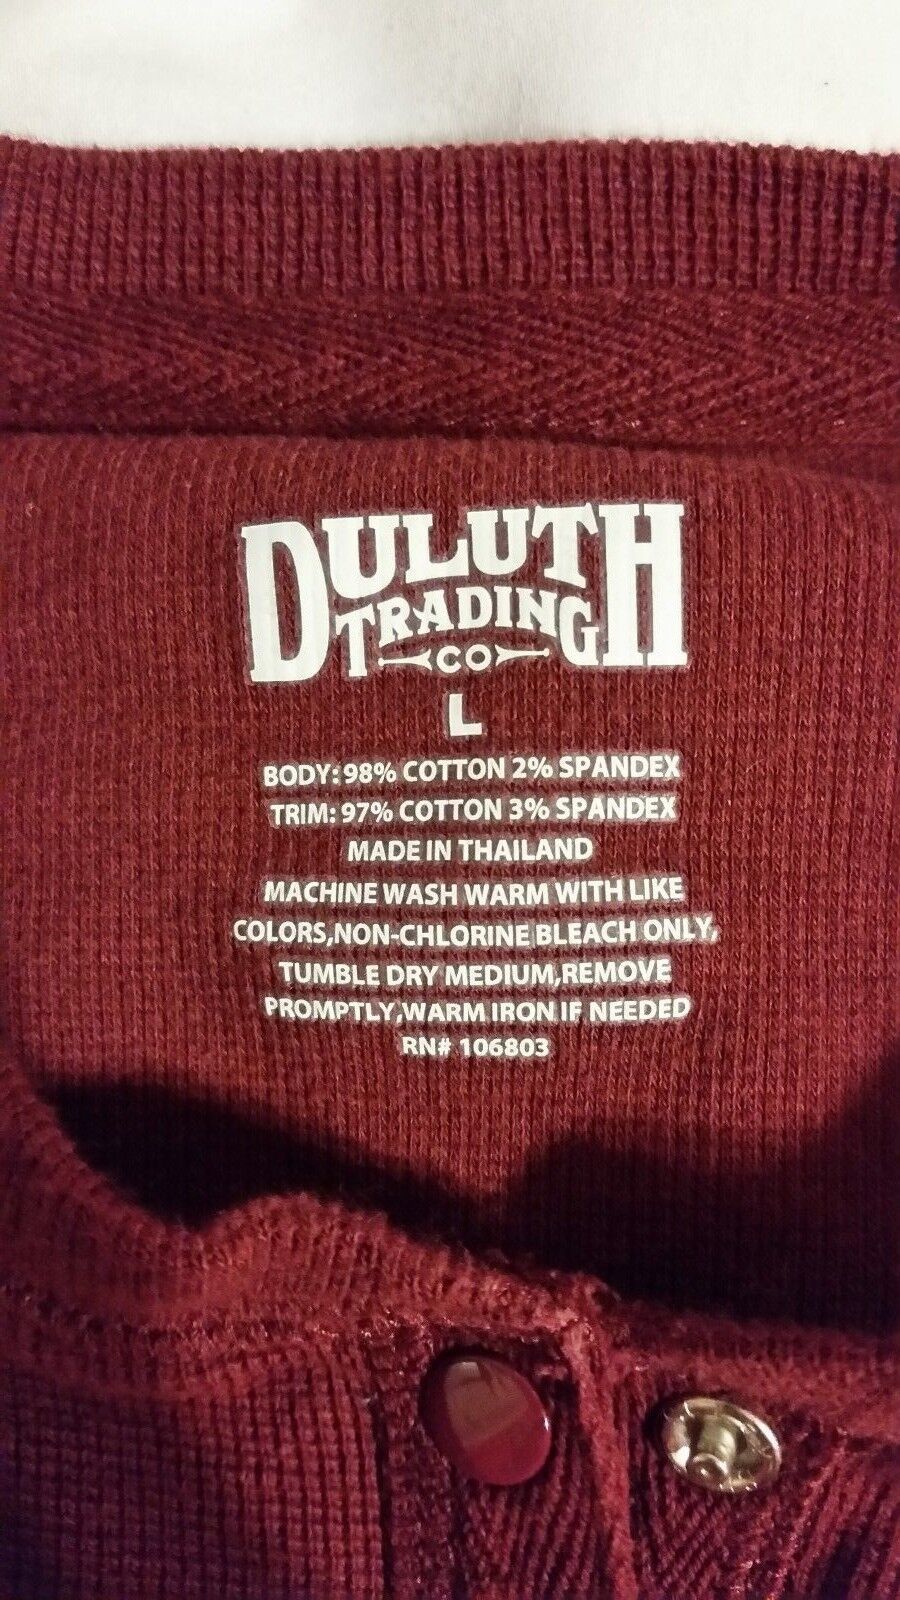 DULUTH
TRADING
CO
L
BODY:98% COTTON 2% SPANDEX
TRIM: 97% COTTON 3% SPANDEX
MADE IN THAILAND
MACHINE WASH WARM WITH LIKE
COLORS,NON-CHLORINE BLEACH ONLY,
TUMBLE DRY MEDIUM,REMOVE
PROMPTLY,WARM IRON IF NEEDED
RN# 106803